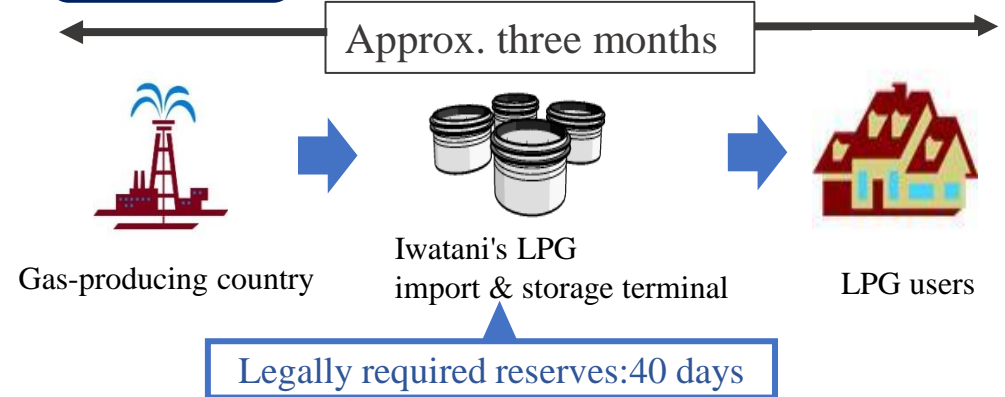 Approx. three months
Gas-producing country
Iwatani's LPG
import & storage terminal
LPG users
Legally required reserves:40 days